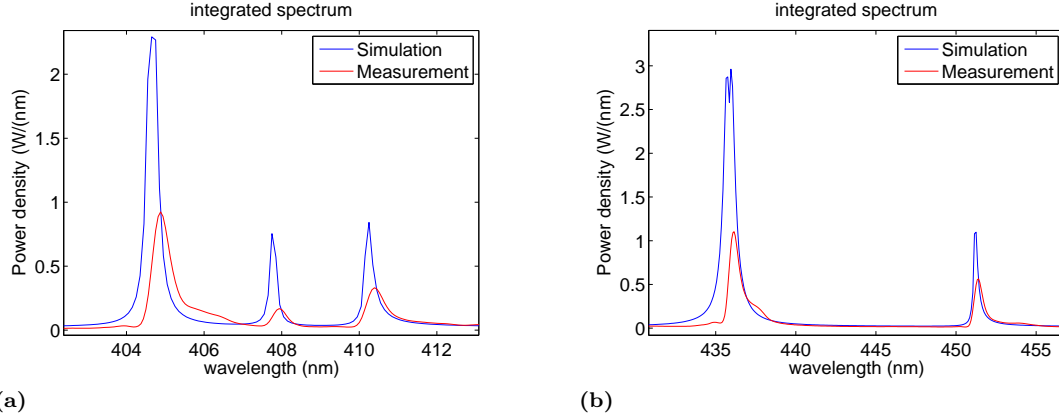 integrated spectrum
Simulation
Measurement
Power density (W/(nm)
2
1.5
1
0.5
0
404 406 408 410 412
wavelength (nm)
(a)
integrated spectrum
Simulation
Measurement
Power density (W/(nm)
3
2.5
2
1.5
1
0.5
0
435 440 445 450 455
wavelength (nm)
(b)